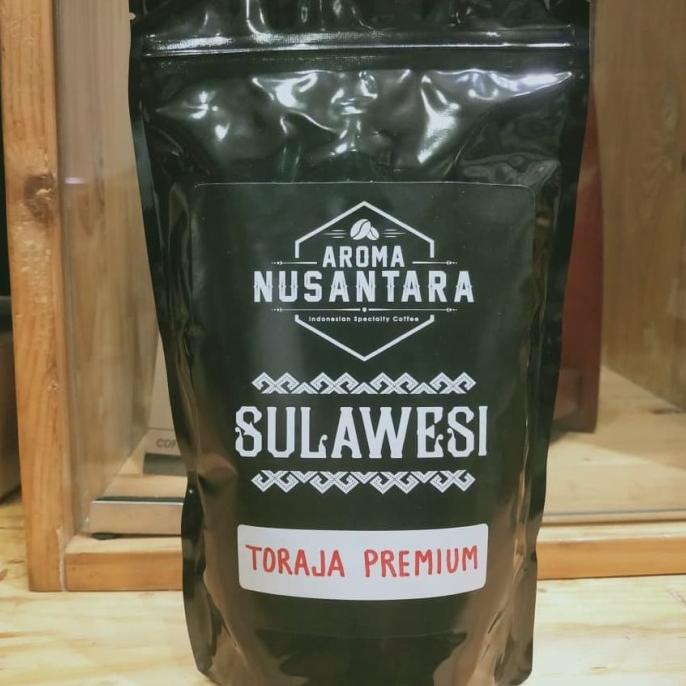 AROMA
NUSANTARA
Indonesian Specialty Coffee
SULAWESI
TORAJA PREMIUM